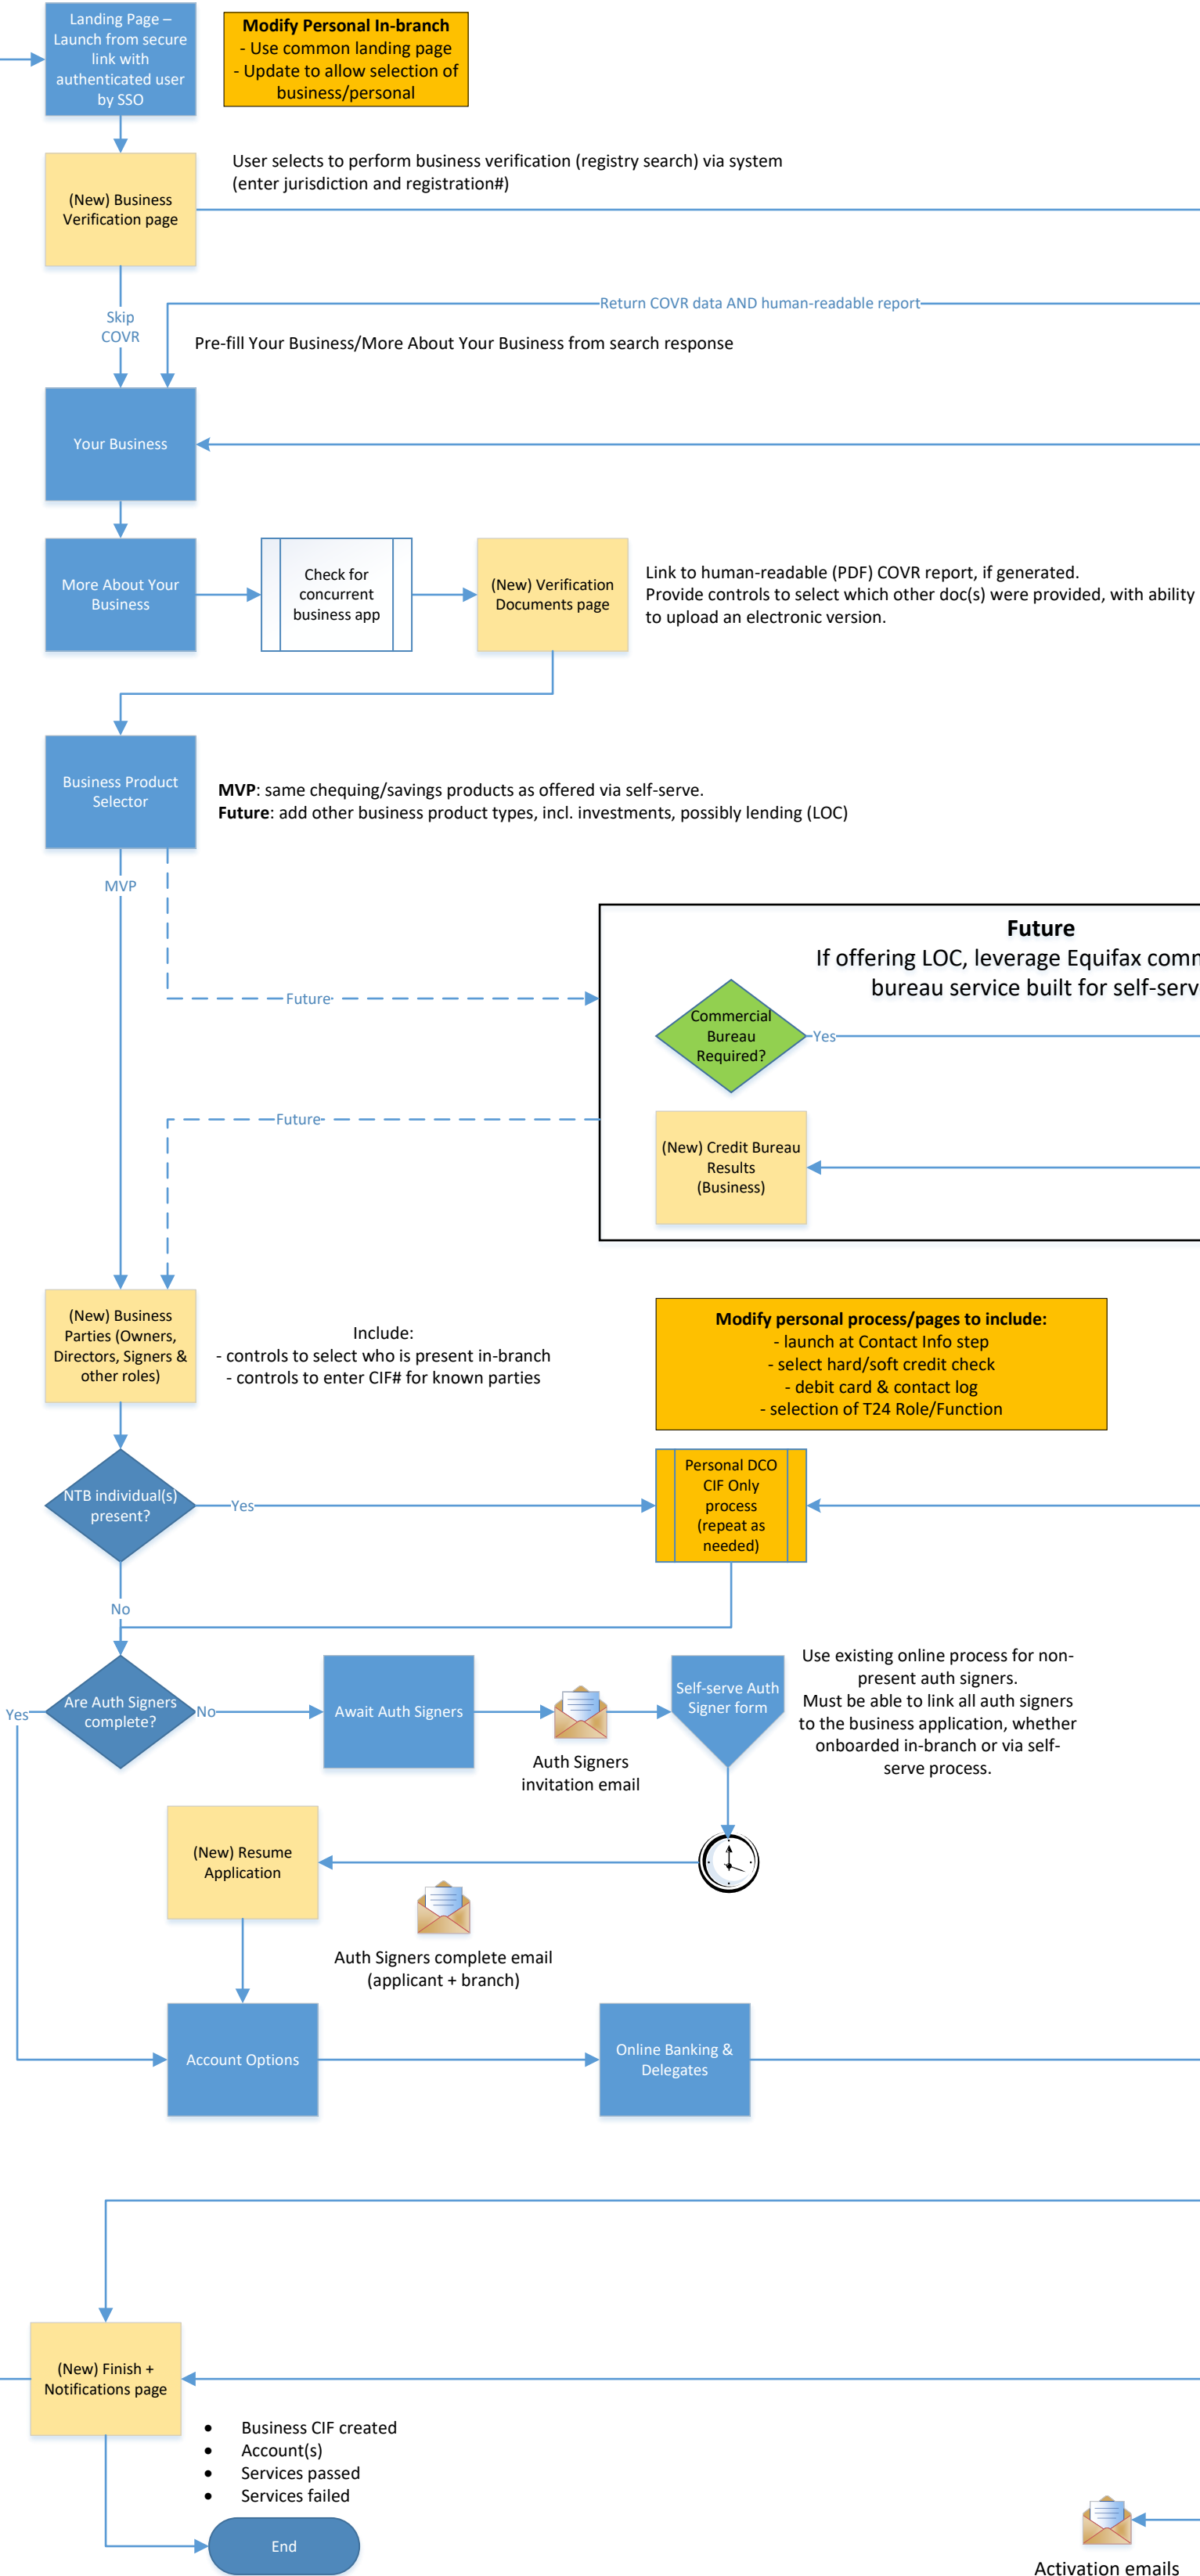 Landing Page –
Launch from secure
link with
authenticated user
by SSO
Modify Personal In-branch
- Use common landing page
- Update to allow selection of
business/personal
(New) Business
Verification page
User selects to perform business verification (registry search) via system
(enter jurisdiction and registration#)
Skip
COVR
Return COVR data AND human-readable report
Pre-fill Your Business/More About Your Business from search response
Your Business
More About Your
Business
Check for
concurrent
business app
(New) Verification
Documents page
Link to human-readable (PDF) COVR report, if generated.
Provide controls to select which other doc(s) were provided, with ability
to upload an electronic version.
Business Product
Selector
MVP: same chequing/savings products as offered via self-serve.
Future: add other business product types, incl. investments, possibly lending (LOC)
MVP
Future
Future
If offering LOC, leverage Equifax comm
bureau service built for self-serv
Commercial
Bureau
Required?
Yes
Future
(New) Credit Bureau
Results
(Business)
(New) Business
Parties (Owners,
Directors, Signers &
other roles)
Include:
- controls to select who is present in-branch
- controls to enter CIF# for known parties
Modify personal process/pages to include:
- launch at Contact Info step
- select hard/soft credit check
- debit card & contact log
- selection of T24 Role/Function
NTB individual(s)
present?
Yes
Personal DCO
CIF Only
process
(repeat as
needed)
No
Are Auth Signers
complete?
Yes
No
Await Auth Signers
Auth Signers
invitation email
Self-serve Auth
Signer form
Use existing online process for non-
present auth signers.
Must be able to link all auth signers
to the business application, whether
onboarded in-branch or via self-
serve process.
(New) Resume
Application
Auth Signers complete email
(applicant + branch)
Account Options
Online Banking &
Delegates
(New) Finish +
Notifications page
• Business CIF created
• Account(s)
• Services passed
• Services failed
End
Activation emails